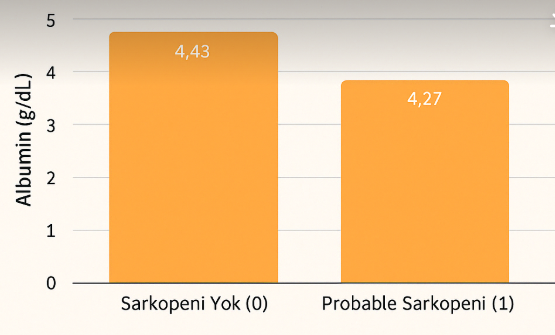 Albumin (g/dL)
5
4
3
2
1
0
4,43
4,27
Sarkopeni Yok (0)
Probable Sarkopeni (1)